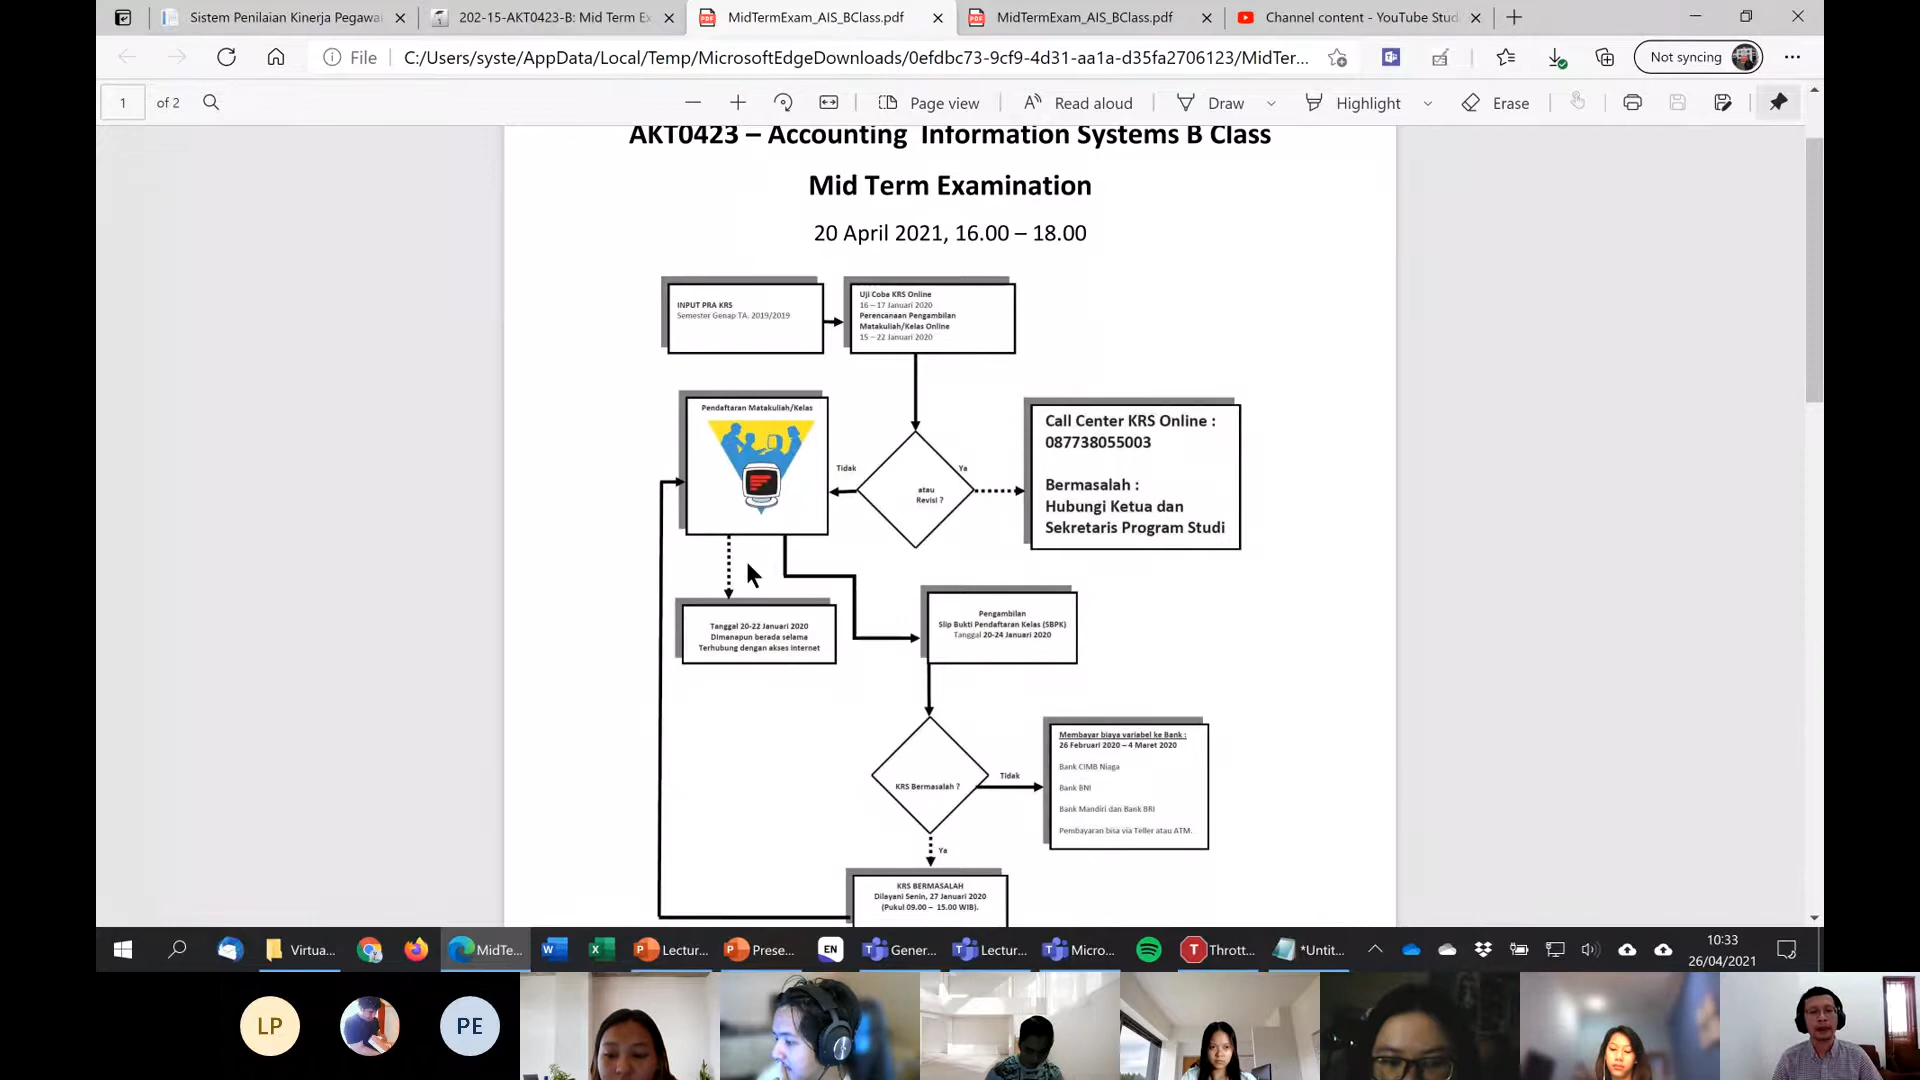 Sistem Penilaian Kinerja Pegawai
202-15-AKT0423-B: Mid Term Ex
MidTermExam_AIS_BClass.pdf
MidTermExam_AIS_BClass.pdf
Channel content - YouTube Stud
File
C:/Users/syste/AppData/Local/Temp/MicrosoftEdgeDownloads/0efdbc73-9cf9-4d31-aa1a-d35fa2706123/MidTer...
Not syncing
1 of 2
Page view
Read aloud
Draw
Highlight
Erase
AKT0423 – Accounting Information Systems B Class
Mid Term Examination
20 April 2021, 16.00 – 18.00
INPUT PRA KRS
Semester Genap TA. 2019/2019
Uji Coba KRS Online
16 – 17 Januari 2020
Perencanaan Pengambilan
Matakuliah/Kelas Online
15 – 22 Januari 2020
Pendaftaran Matakuliah/Kelas
Tidak
Ya
atau
Revisi ?
Call Center KRS Online :
087738055003
Bermasalah :
Hubungi Ketua dan
Sekretaris Program Studi
Tanggal 20-22 Januari 2020
Dimanapun berada selama
Terhubung dengan akses internet
Pengambilan
Slip Bukti Pendaftaran Kelas (SBPK)
Tanggal 20-24 Januari 2020
KRS Bermasalah ?
Tidak
Membayar biaya variabel ke Bank :
26 Februari 2020 – 4 Maret 2020
Bank CIMB Niaga
Bank BNI
Bank Mandiri dan Bank BRI
Pembayaran bisa via Teller atau ATM.
Ya
KRS BERMASALAH
Dilayani Senin, 27 Januari 2020
(Pukul 09.00 – 15.00 WIB).
Virtua...
MidTe...
Lectur...
Prese...
EN
Gener...
Lectur...
Micro...
Thrott...
*Untit...
10:33
26/04/2021
LP
PE